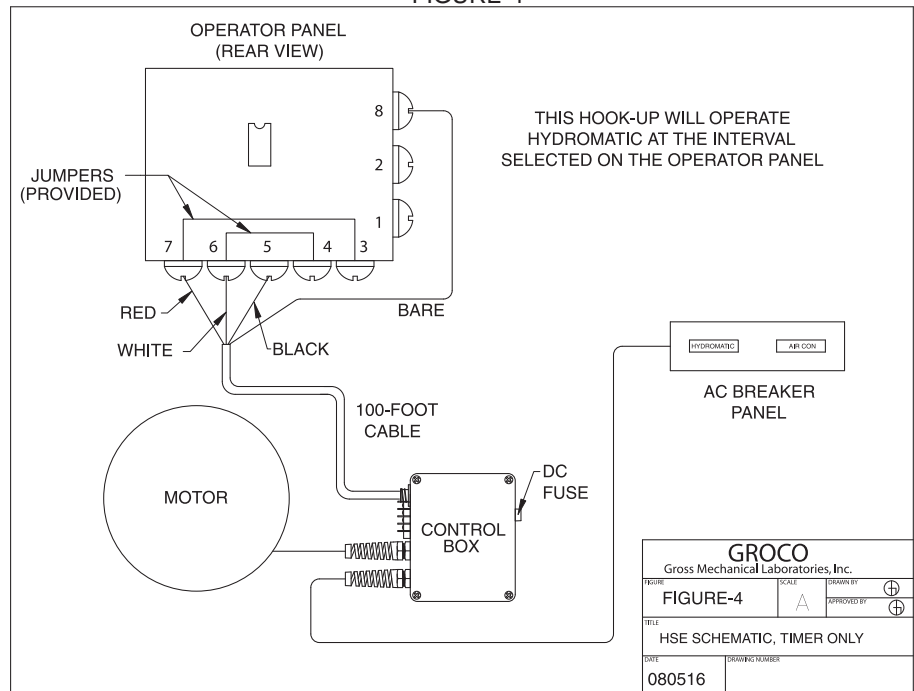 OPERATOR PANEL
(REAR VIEW)
8
THIS HOOK-UP WILL OPERATE
HYDROMATIC AT THE INTERVAL
SELECTED ON THE OPERATOR PANEL
2
JUMPERS
(PROVIDED)
1
7 6 5 4 3
RED
BARE
WHITE
BLACK
HYDROMATIC
AIR CON
AC BREAKER
PANEL
100-FOOT
CABLE
DC
FUSE
MOTOR
CONTROL
BOX
GROCO
Gross Mechanical Laboratories, Inc.
FIGURE
SCALE
DRAWN BY
FIGURE-4
A
APPROVED BY
TITLE
HSE SCHEMATIC, TIMER ONLY
DATE
DRAWING NUMBER
080516